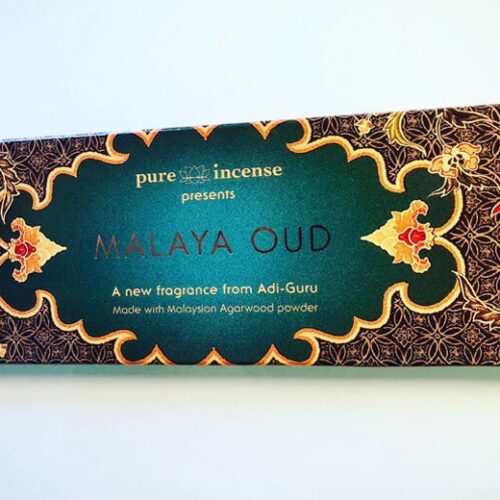 pure incense
presents
MALAYA OUD
A new fragrance from Adi-Guru
Made with Malaysian Agarwood powder